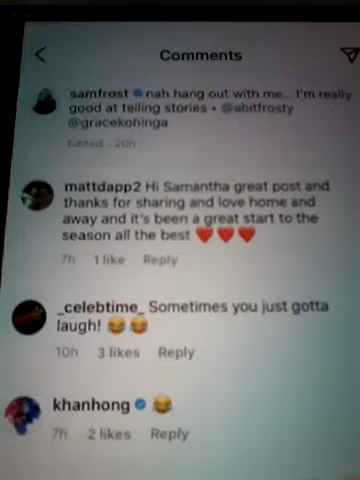 Comments
samfrost nah hang out with me... I'm really
good at telling stories • @abitfrosty
@gracekohinga
Edited · 20h
mattdapp2 Hi Samantha great post and
thanks for sharing and love home and
away and it's been a great start to the
season all the best ❤️❤️❤️
7h 1 like Reply
_celebtime_ Sometimes you just gotta
laugh! 😂😂
10h 3 likes Reply
khanhong 😂
7h 2 likes Reply